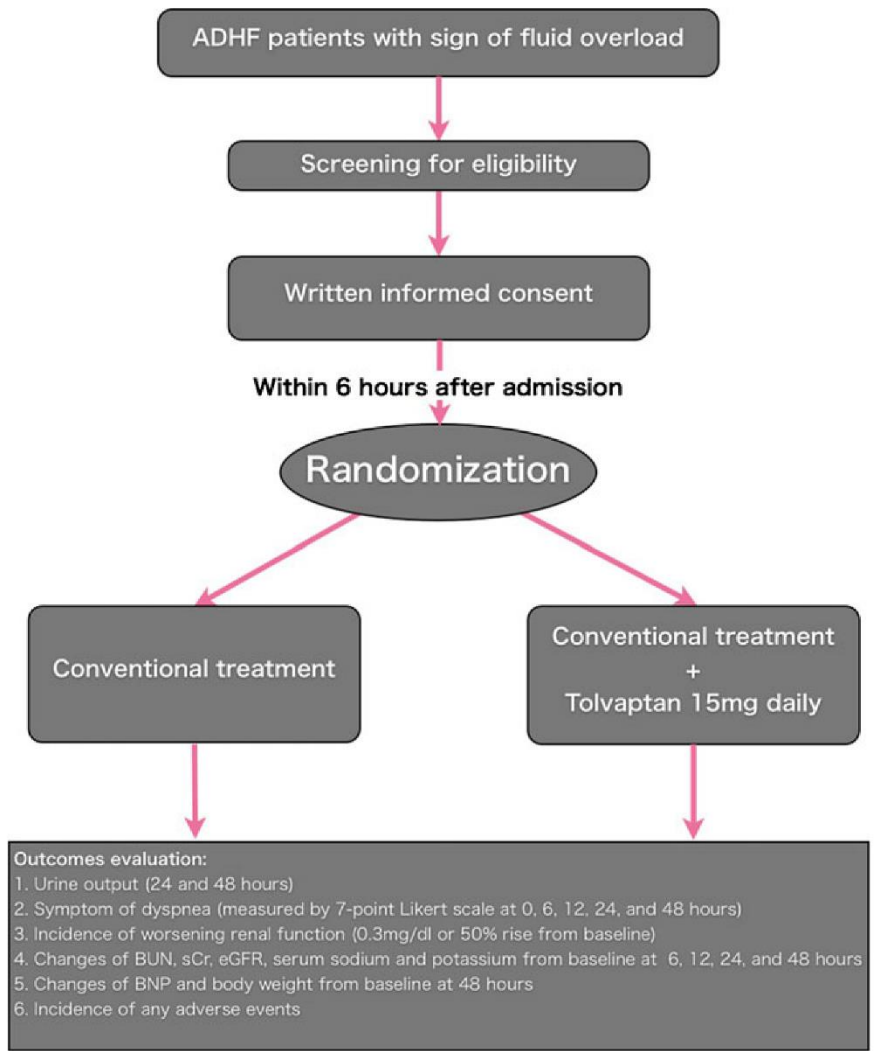 ADHF patients with sign of fluid overload
Screening for eligibility
Written informed consent
Within 6 hours after admission
Randomization
Conventional treatment
Conventional treatment
+
Tolvaptan 15mg daily
Outcomes evaluation:
1. Urine output (24 and 48 hours)
2. Symptom of dyspnea (measured by 7-point Likert scale at 0, 6, 12, 24, and 48 hours)
3. Incidence of worsening renal function (0.3mg/dl or 50% rise from baseline)
4. Changes of BUN, sCr, eGFR, serum sodium and potassium from baseline at 6, 12, 24, and 48 hours
5. Changes of BNP and body weight from baseline at 48 hours
6. Incidence of any adverse events